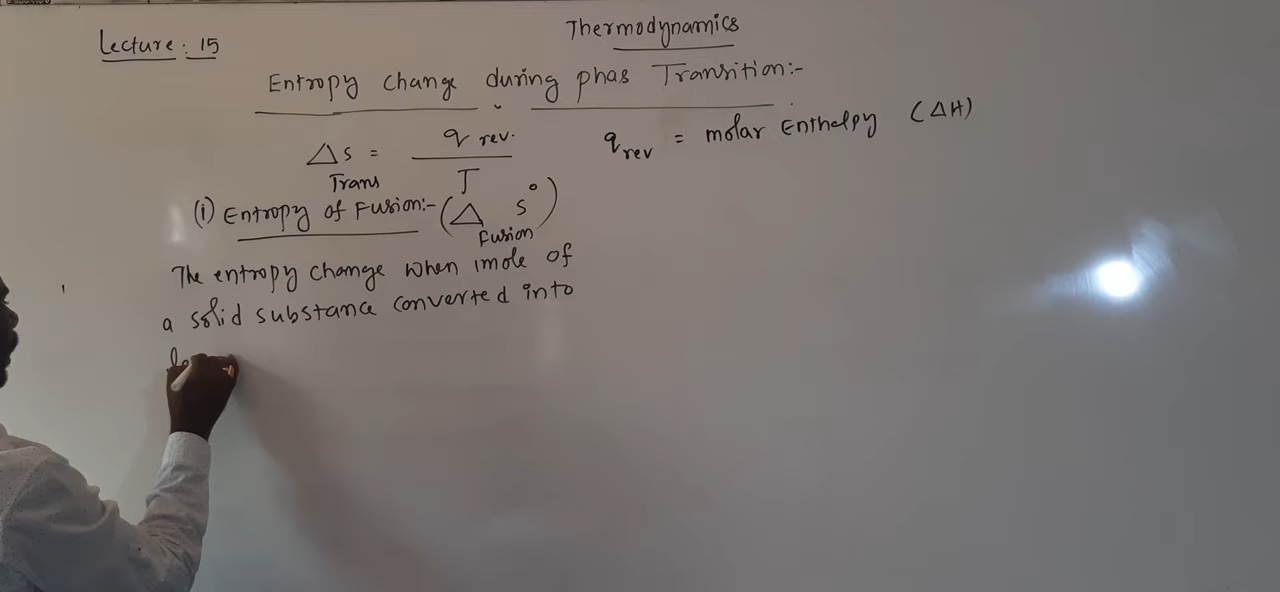 Lecture: 15
Thermodynamics
Entropy change during phas Transition:-
ΔS Trans = q rev. / T
q rev = molar Enthalpy (ΔH)
(i) Entropy of Fusion:- (Δ Fusion S°)
The entropy change when 1mole of
a solid substance converted into